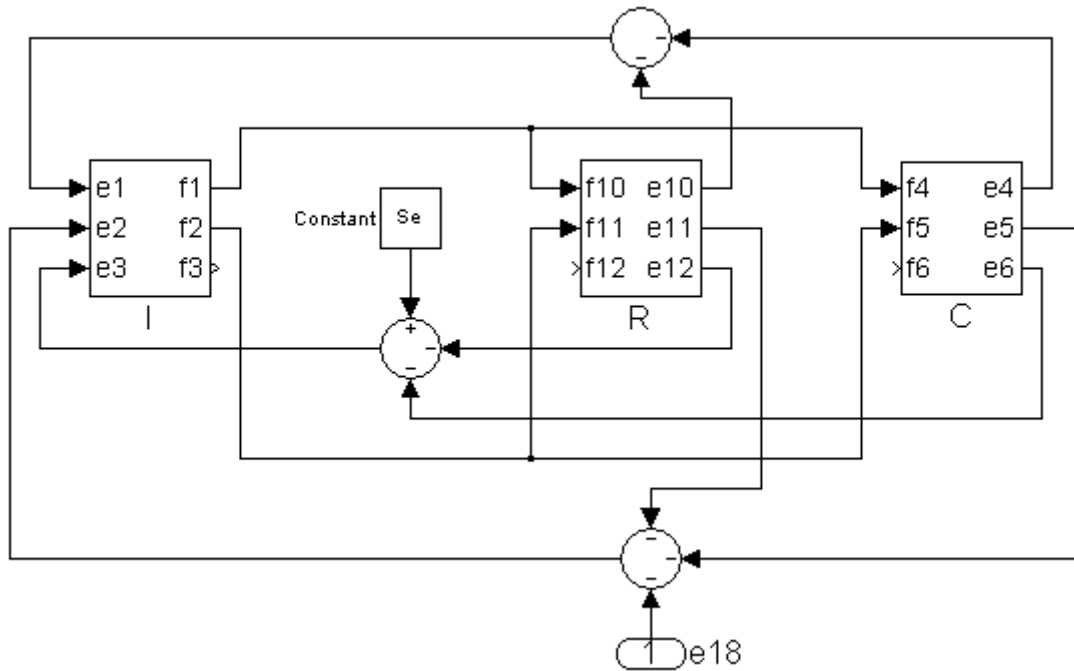 -
-
e1 f1
e2 f2
e3 f3
I
Constant
Se
f10 e10
f11 e11
f12 e12
R
f4 e4
f5 e5
f6 e6
C
+
-
-
-
-
-
1
e18